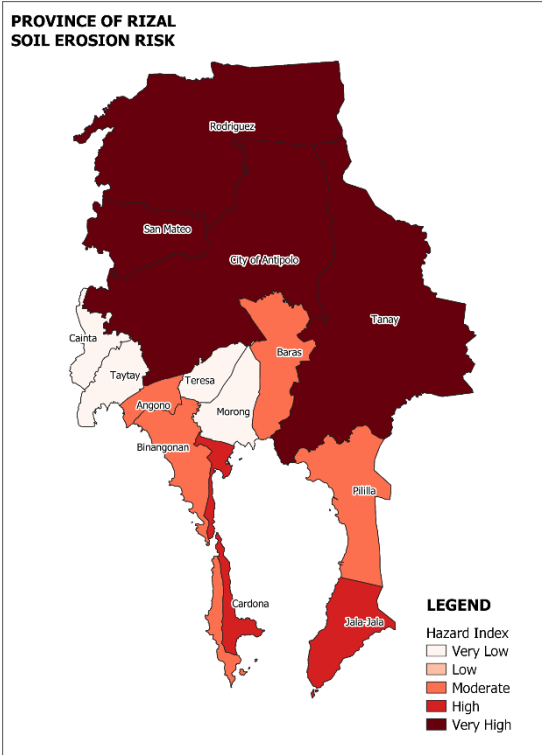 PROVINCE OF RIZAL
SOIL EROSION RISK
Rodriguez
San Mateo
City of Antipolo
Tanay
Cainta
Baras
Taytay
Teresa
Angono
Morong
Binangonan
Pililla
Cardona
Jala-Jala
LEGEND
Hazard Index
Very Low
Low
Moderate
High
Very High